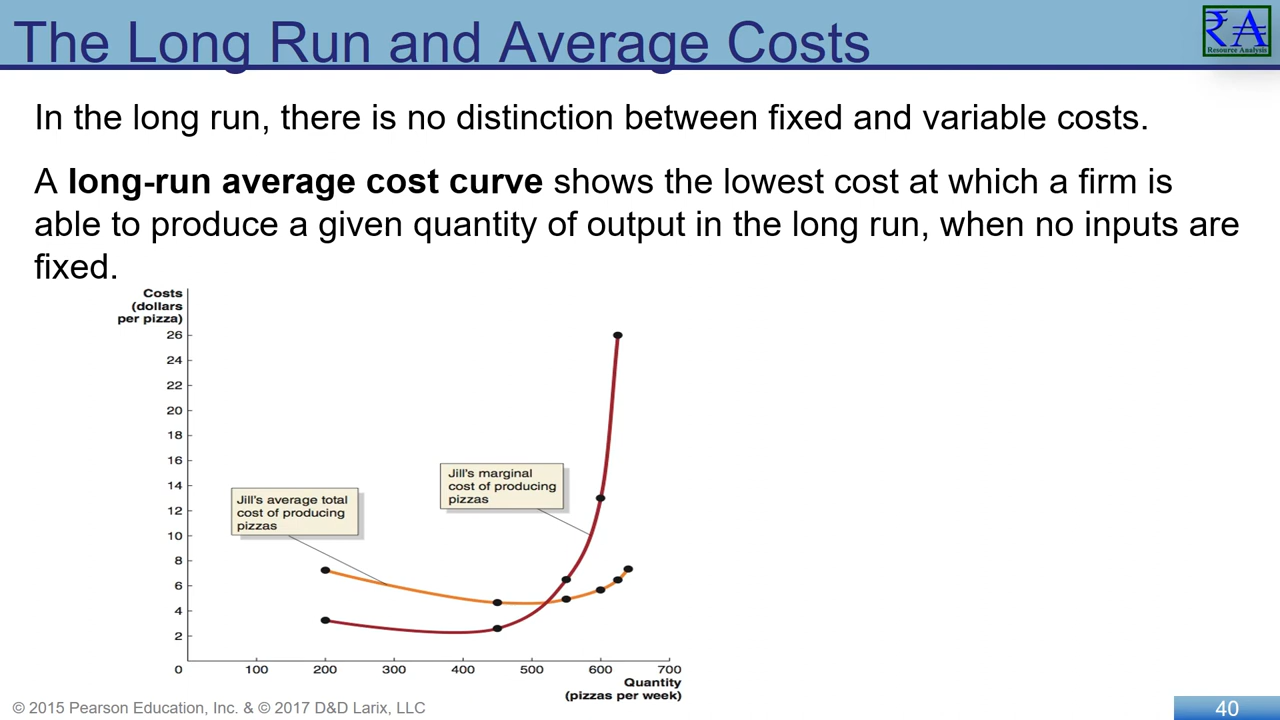 The Long Run and Average Costs
₹A
Resource Analysis
In the long run, there is no distinction between fixed and variable costs.
A long-run average cost curve shows the lowest cost at which a firm is
able to produce a given quantity of output in the long run, when no inputs are
fixed.
Costs
(dollars
per pizza)
26
24
22
20
18
16
14
12
10
8
6
4
2
0
Jill's average total
cost of producing
pizzas
Jill's marginal
cost of producing
pizzas
100 200 300 400 500 600 700
Quantity
(pizzas per week)
© 2015 Pearson Education, Inc. & © 2017 D&D Larix, LLC
40